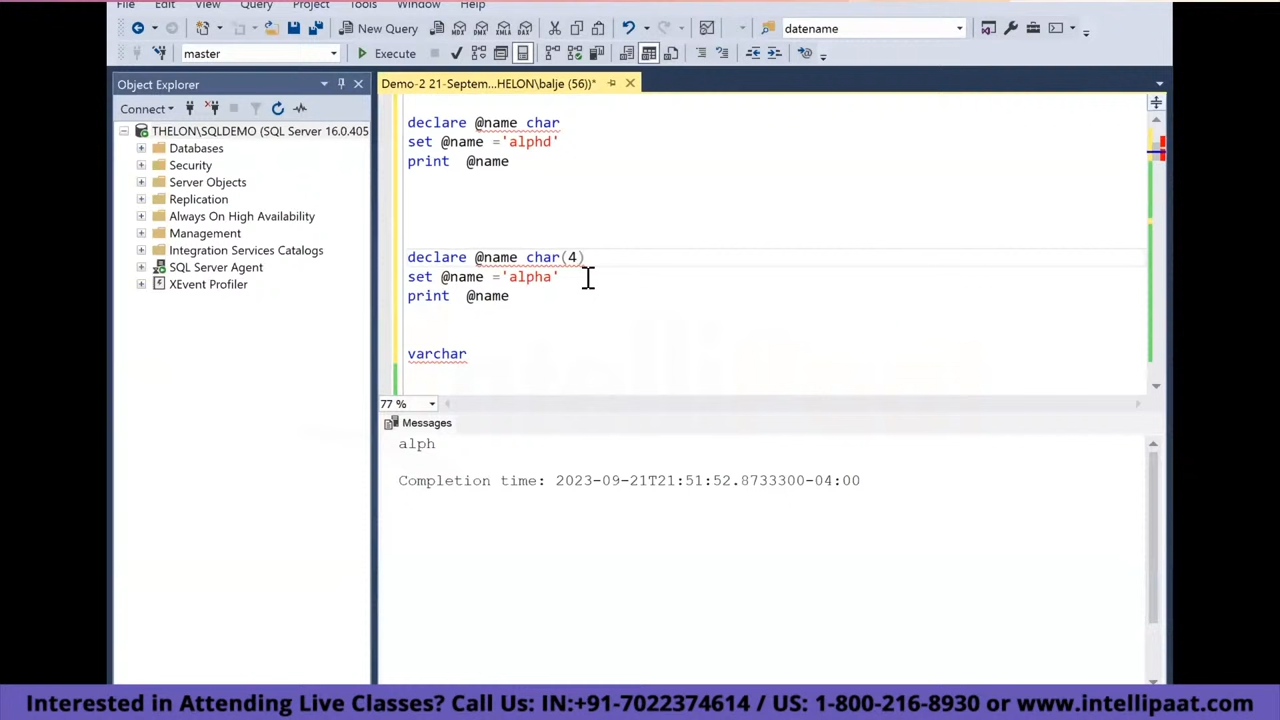 File Edit View Query Project Tools Window Help
New Query MDX DMX XMLA DAX datename
master Execute
Object Explorer
Demo-2 21-Septem...HELON\balje (56))*
Connect
THELON\SQLDEMO (SQL Server 16.0.405
Databases
Security
Server Objects
Replication
Always On High Availability
Management
Integration Services Catalogs
SQL Server Agent
XEvent Profiler
declare @name char
set @name ='alphd'
print @name
declare @name char(4)
set @name ='alpha'
print @name
varchar
77 %
Messages
alph
Completion time: 2023-09-21T21:51:52.8733300-04:00
Interested in Attending Live Classes? Call Us: IN:+91-7022374614 / US: 1-800-216-8930 or www.intellipaat.com